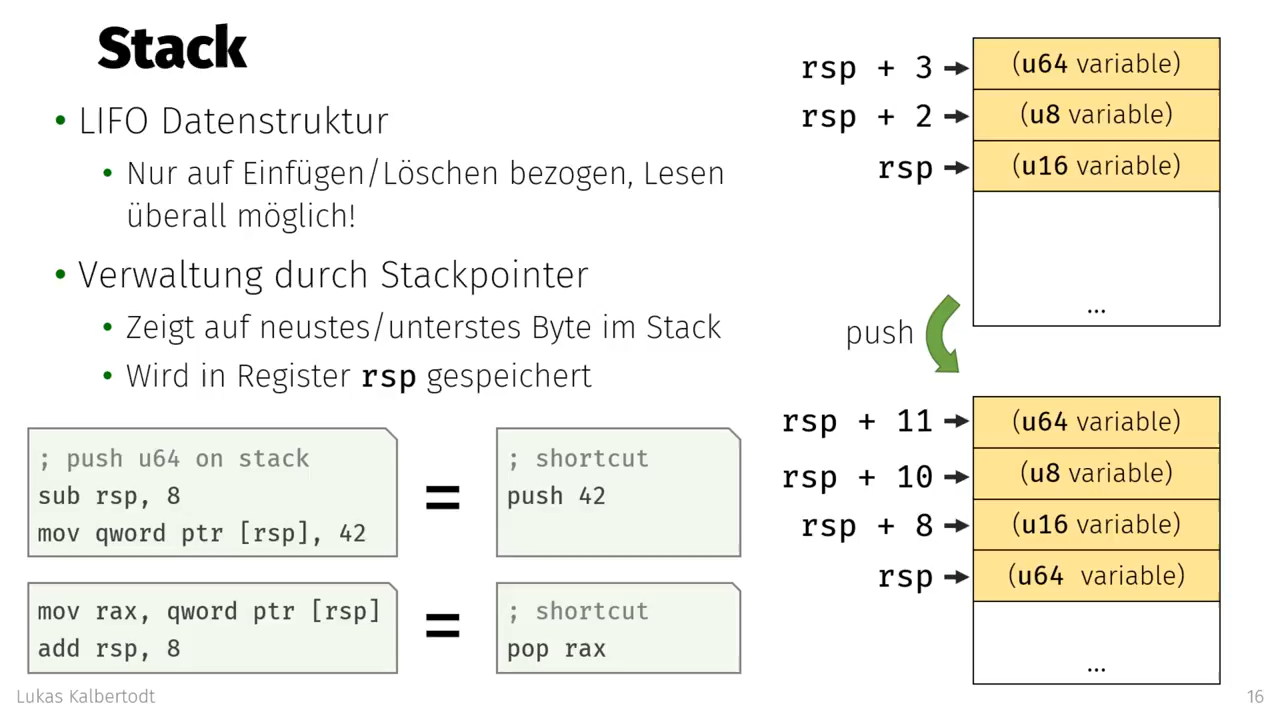 Stack
• LIFO Datenstruktur
• Nur auf Einfügen/Löschen bezogen, Lesen
überall möglich!
• Verwaltung durch Stackpointer
• Zeigt auf neustes/unterstes Byte im Stack
• Wird in Register rsp gespeichert
; push u64 on stack
sub rsp, 8
mov qword ptr [rsp], 42
=
; shortcut
push 42
mov rax, qword ptr [rsp]
add rsp, 8
=
; shortcut
pop rax
rsp + 3 (u64 variable)
rsp + 2 (u8 variable)
rsp (u16 variable)
...
push
rsp + 11 (u64 variable)
rsp + 10 (u8 variable)
rsp + 8 (u16 variable)
rsp (u64 variable)
...
Lukas Kalbertodt
16